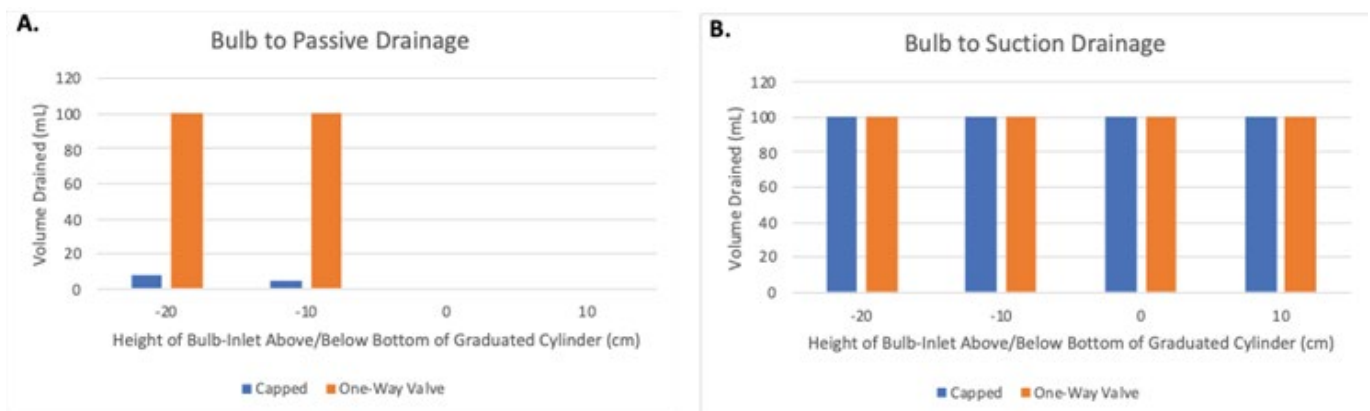 A.
Bulb to Passive Drainage
Volume Drained (mL)
120
100
80
60
40
20
0
-20 -10 0 10
Height of Bulb-Inlet Above/Below Bottom of Graduated Cylinder (cm)
Capped One-Way Valve
B.
Bulb to Suction Drainage
Volume Drained (mL)
120
100
80
60
40
20
0
-20 -10 0 10
Height of Bulb-Inlet Above/Below Bottom of Graduated Cylinder (cm)
Capped One-Way Valve